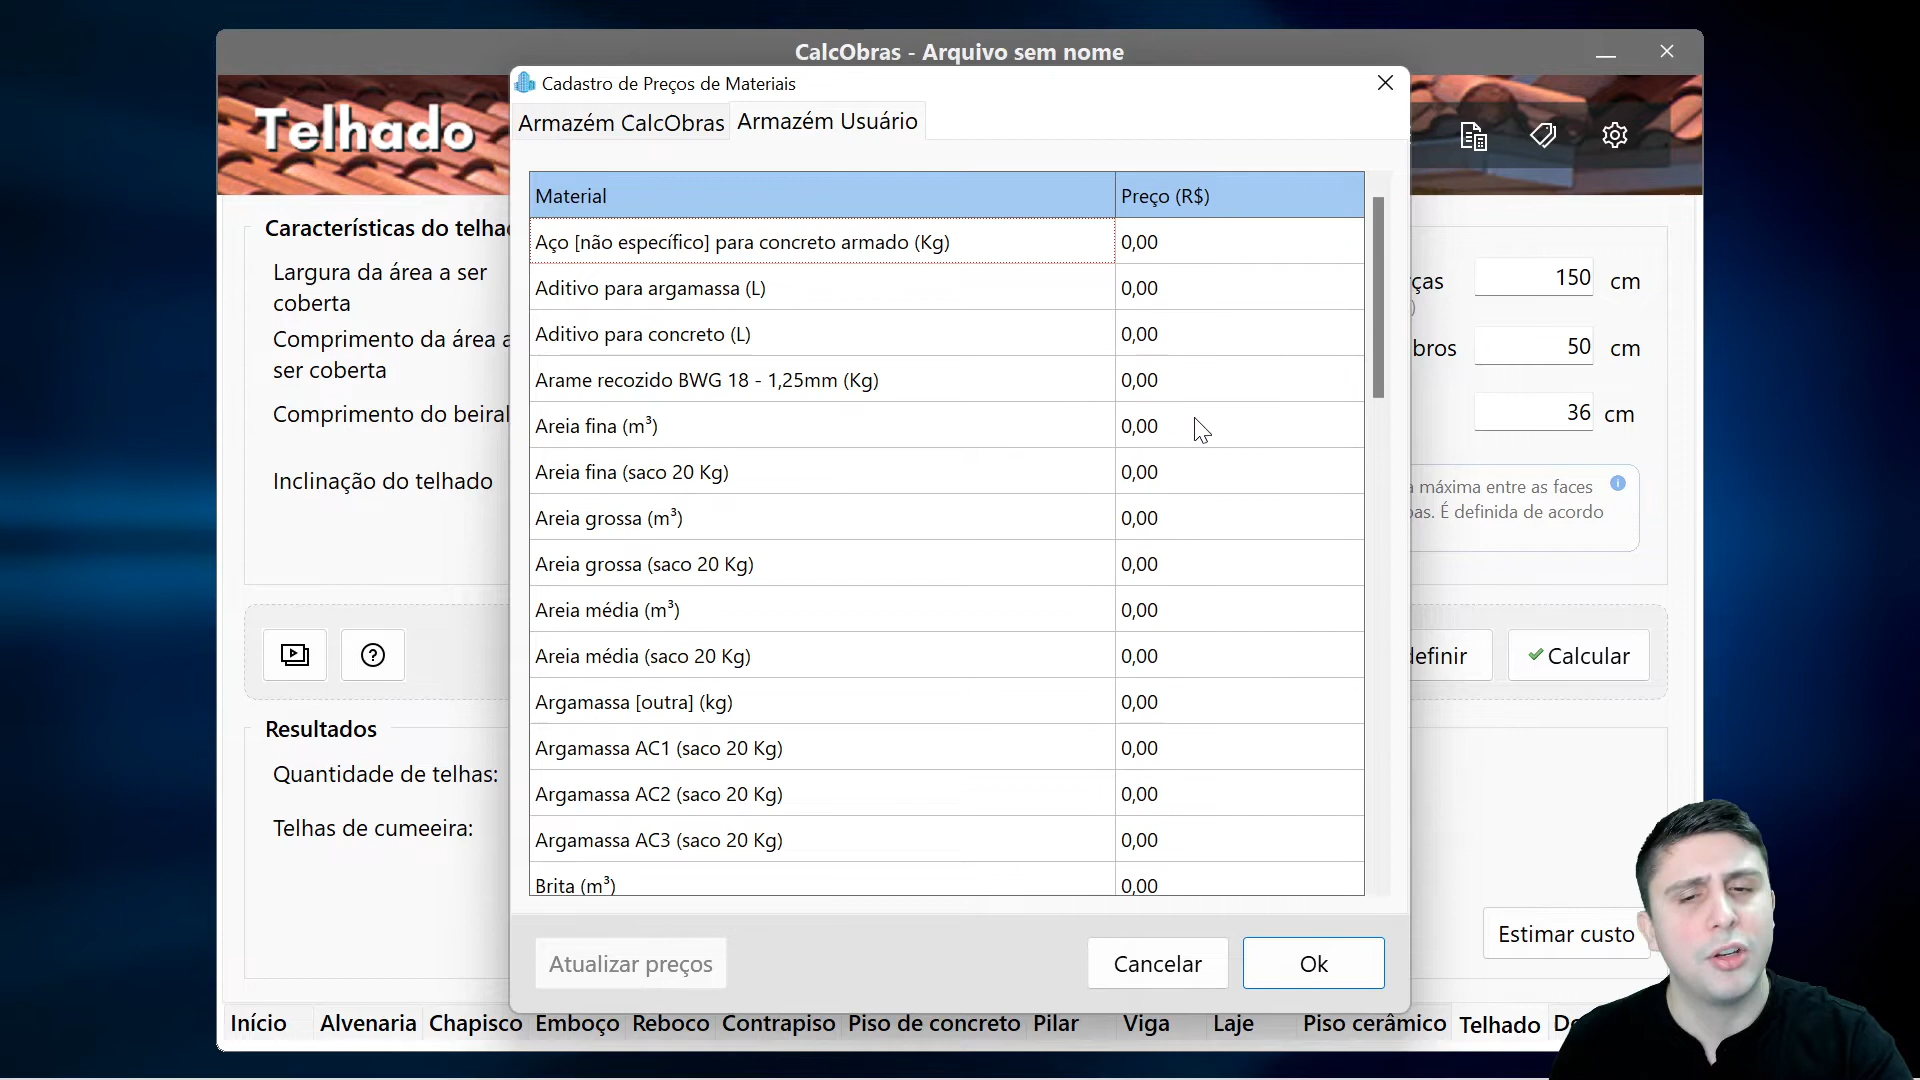 CalcObras - Arquivo sem nome
Cadastro de Preços de Materiais
Telhado
Armazém CalcObras
Armazém Usuário
Material
Preço (R$)
Aço [não específico] para concreto armado (Kg)
0,00
Aditivo para argamassa (L)
0,00
Aditivo para concreto (L)
0,00
Arame recozido BWG 18 - 1,25mm (Kg)
0,00
Areia fina (m³)
0,00
Areia fina (saco 20 Kg)
0,00
Areia grossa (m³)
0,00
Areia grossa (saco 20 Kg)
0,00
Areia média (m³)
0,00
Areia média (saco 20 Kg)
0,00
Argamassa [outra] (kg)
0,00
Argamassa AC1 (saco 20 Kg)
0,00
Argamassa AC2 (saco 20 Kg)
0,00
Argamassa AC3 (saco 20 Kg)
0,00
Brita (m³)
0,00
Atualizar preços
Cancelar
Ok
Características do telha
Largura da área a ser
coberta
Comprimento da área a
ser coberta
Comprimento do beiral
Inclinação do telhado
ças
150 cm
)
bros
50 cm
36 cm
máxima entre as faces
as. É definida de acordo
efinir
Calcular
Resultados
Quantidade de telhas:
Telhas de cumeeira:
Estimar custo
Início
Alvenaria
Chapisco
Emboço
Reboco
Contrapiso
Piso de concreto
Pilar
Viga
Laje
Piso cerâmico
Telhado
D